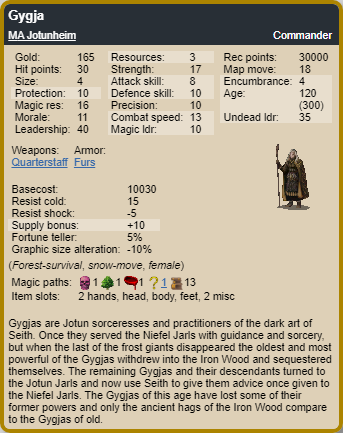 Gygja
MA Jotunheim Commander
Gold: 165 Resources: 3 Rec points: 30000
Hit points: 30 Strength: 17 Map move: 18
Size: 4 Attack skill: 8 Encumbrance: 4
Protection: 10 Defence skill: 10 Age: 120
Magic res: 16 Precision: 10 (300)
Morale: 11 Combat speed: 13 Undead ldr: 35
Leadership: 40 Magic ldr: 10
Weapons: Armor:
Quarterstaff Furs
Basecost: 10030
Resist cold: 15
Resist shock: -5
Supply bonus: +10
Fortune teller: 5%
Graphic size alteration: -10%
(Forest-survival, snow-move, female)
Magic paths: 1 1 1 ? 1 13
Item slots: 2 hands, head, body, feet, 2 misc
Gygjas are Jotun sorceresses and practitioners of the dark art of
Seith. Once they served the Niefel Jarls with guidance and sorcery,
but when the last of the frost giants disappeared the oldest and most
powerful of the Gygjas withdrew into the Iron Wood and sequestered
themselves. The remaining Gygjas and their descendants turned to
the Jotun Jarls and now use Seith to give them advice once given to
the Niefel Jarls. The Gygjas of this age have lost some of their
former powers and only the ancient hags of the Iron Wood compare
to the Gygjas of old.